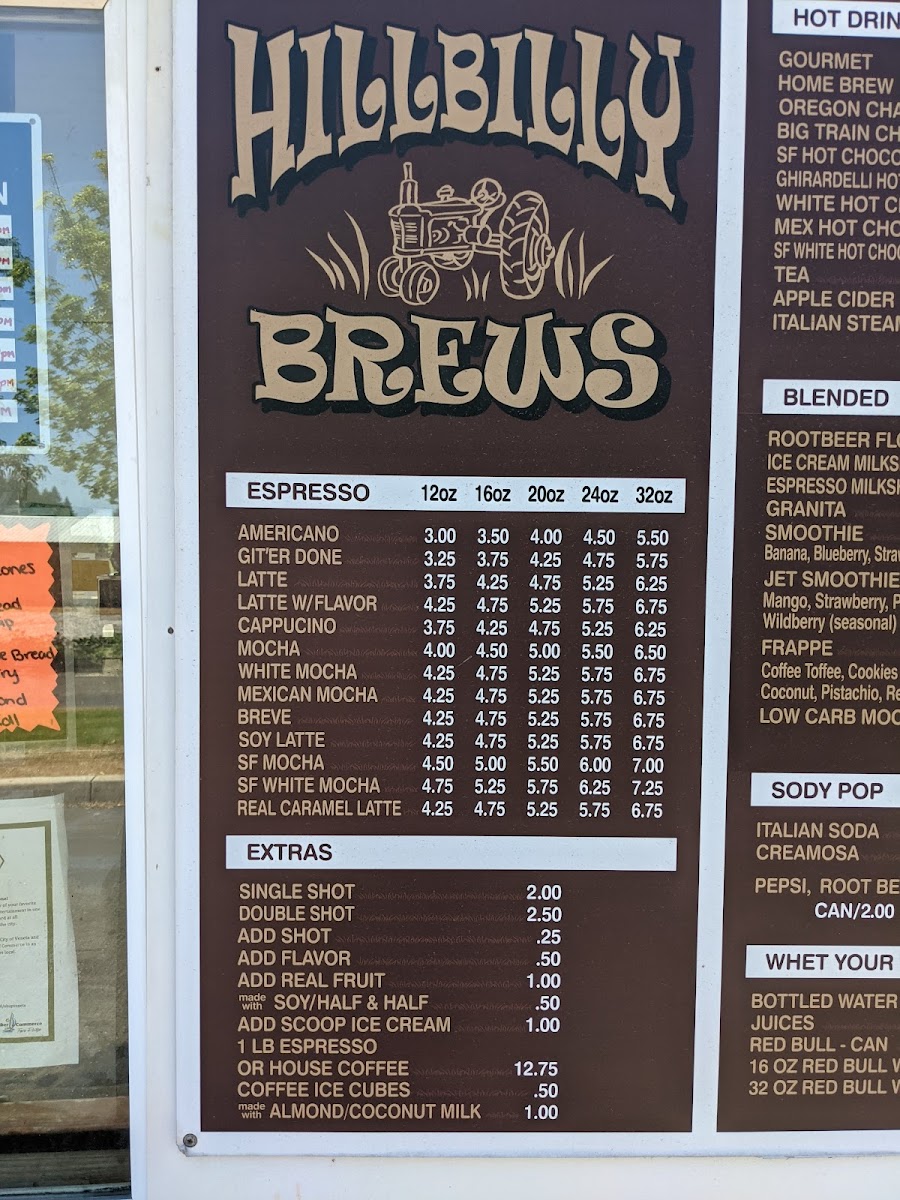 HILLBILLY
BREWS
ESPRESSO 12oz 16oz 20oz 24oz 32oz
AMERICANO 3.00 3.50 4.00 4.50 5.50
GIT'ER DONE 3.25 3.75 4.25 4.75 5.75
LATTE 3.75 4.25 4.75 5.25 6.25
LATTE W/FLAVOR 4.25 4.75 5.25 5.75 6.75
CAPPUCINO 3.75 4.25 4.75 5.25 6.25
MOCHA 4.00 4.50 5.00 5.50 6.50
WHITE MOCHA 4.25 4.75 5.25 5.75 6.75
MEXICAN MOCHA 4.25 4.75 5.25 5.75 6.75
BREVE 4.25 4.75 5.25 5.75 6.75
SOY LATTE 4.25 4.75 5.25 5.75 6.75
SF MOCHA 4.50 5.00 5.50 6.00 7.00
SF WHITE MOCHA 4.75 5.25 5.75 6.25 7.25
REAL CARAMEL LATTE 4.25 4.75 5.25 5.75 6.75
EXTRAS
SINGLE SHOT 2.00
DOUBLE SHOT 2.50
ADD SHOT .25
ADD FLAVOR .50
ADD REAL FRUIT 1.00
made with SOY/HALF & HALF .50
ADD SCOOP ICE CREAM 1.00
1 LB ESPRESSO
OR HOUSE COFFEE 12.75
COFFEE ICE CUBES .50
made with ALMOND/COCONUT MILK 1.00
HOT DRIN
GOURMET
HOME BREW
OREGON CHA
BIG TRAIN CH
SF HOT CHOCO
GHIRARDELLI HOT
WHITE HOT C
MEX HOT CHO
SF WHITE HOT CHOC
TEA
APPLE CIDER
ITALIAN STEA
BLENDED
ROOTBEER FLO
ICE CREAM MILKS
ESPRESSO MILKSH
GRANITA
SMOOTHIE
Banana, Blueberry, Straw
JET SMOOTHIE
Mango, Strawberry, P
Wildberry (seasonal)
FRAPPE
Coffee Toffee, Cookies
Coconut, Pistachio, Re
LOW CARB MOC
SODY POP
ITALIAN SODA
CREAMOSA
PEPSI, ROOT BE
CAN/2.00
WHET YOUR
BOTTLED WATER
JUICES
RED BULL - CAN
16 OZ RED BULL W
32 OZ RED BULL W
ones
ead
e Bread
ond